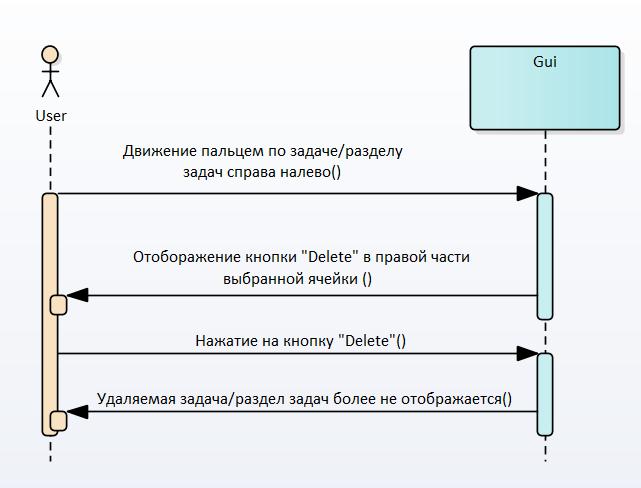 User
Gui
Движение пальцем по задаче/разделу
задач справа налево()
Отоборажение кнопки "Delete" в правой части
выбранной ячейки ()
Нажатие на кнопку "Delete"()
Удаляемая задача/раздел задач более не отображается()